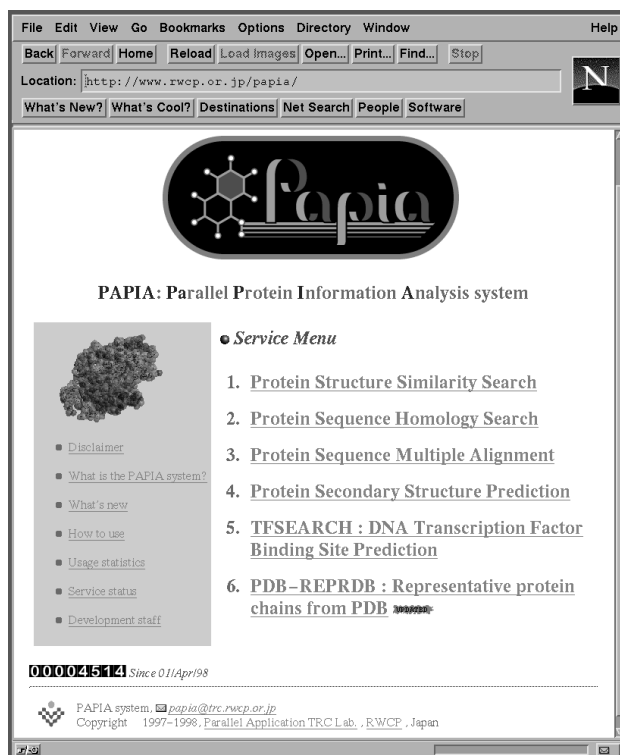 File Edit View Go Bookmarks Options Directory Window Help
Back Forward Home Reload Load Images Open... Print... Find... Stop
Location: http://www.rwcp.or.jp/papia/
N
What's New? What's Cool? Destinations Net Search People Software
Papia
PAPIA: Parallel Protein Information Analysis system
Service Menu
1. Protein Structure Similarity Search
2. Protein Sequence Homology Search
3. Protein Sequence Multiple Alignment
4. Protein Secondary Structure Prediction
5. TFSEARCH : DNA Transcription Factor
Binding Site Prediction
6. PDB-REPRDB : Representative protein
chains from PDB
Disclaimer
What is the PAPIA system?
What's new
How to use
Usage statistics
Service status
Development staff
00004514 Since 01/Apr/98
PAPIA system, papia@trc.rwcp.or.jp
Copyright 1997-1998, Parallel Application TRC Lab. , RWCP , Japan